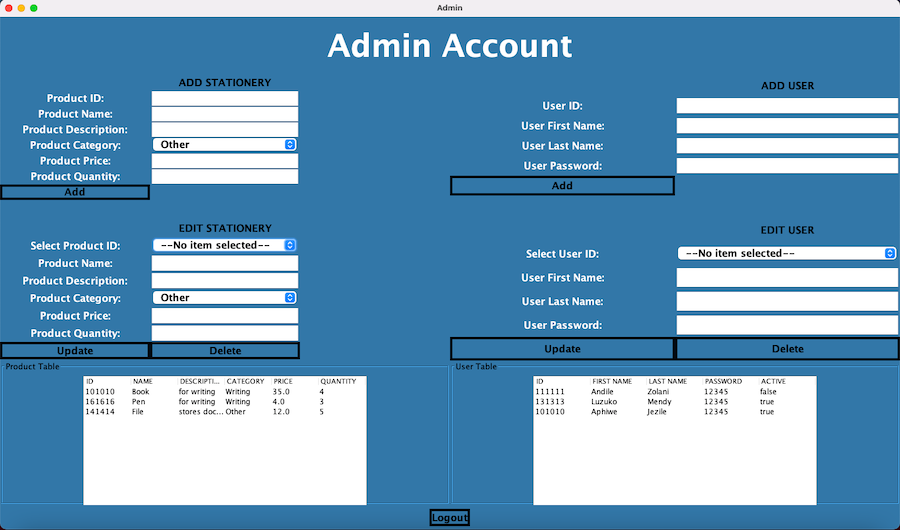 Admin
Admin Account
ADD STATIONERY
Product ID:
Product Name:
Product Description:
Product Category: Other
Product Price:
Product Quantity:
Add
ADD USER
User ID:
User First Name:
User Last Name:
User Password:
Add
EDIT STATIONERY
Select Product ID: --No item selected--
Product Name:
Product Description:
Product Category: Other
Product Price:
Product Quantity:
Update Delete
EDIT USER
Select User ID: --No item selected--
User First Name:
User Last Name:
User Password:
Update Delete
Product Table
ID NAME DESCRIPTI... CATEGORY PRICE QUANTITY
101010 Book for writing Writing 35.0 4
161616 Pen for writing Writing 4.0 3
141414 File stores doc... Other 12.0 5
User Table
ID FIRST NAME LAST NAME PASSWORD ACTIVE
111111 Andile Zolani 12345 false
131313 Luzuko Mendy 12345 true
101010 Aphiwe Jezile 12345 true
Logout